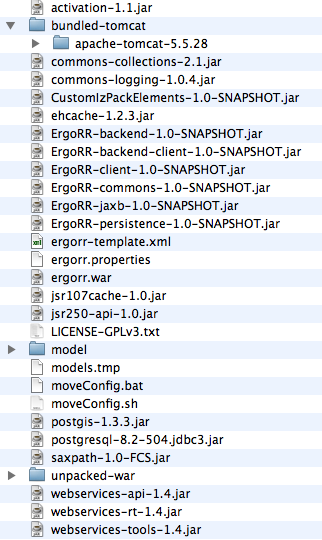 activation-1.1.jar
bundled-tomcat
apache-tomcat-5.5.28
commons-collections-2.1.jar
commons-logging-1.0.4.jar
CustomIzPackElements-1.0-SNAPSHOT.jar
ehcache-1.2.3.jar
ErgoRR-backend-1.0-SNAPSHOT.jar
ErgoRR-backend-client-1.0-SNAPSHOT.jar
ErgoRR-client-1.0-SNAPSHOT.jar
ErgoRR-commons-1.0-SNAPSHOT.jar
ErgoRR-jaxb-1.0-SNAPSHOT.jar
ErgoRR-persistence-1.0-SNAPSHOT.jar
ergorr-template.xml
ergorr.properties
ergorr.war
jsr107cache-1.0.jar
jsr250-api-1.0.jar
LICENSE-GPLv3.txt
model
models.tmp
moveConfig.bat
moveConfig.sh
postgis-1.3.3.jar
postgresql-8.2-504.jdbc3.jar
saxpath-1.0-FCS.jar
unpacked-war
webservices-api-1.4.jar
webservices-rt-1.4.jar
webservices-tools-1.4.jar